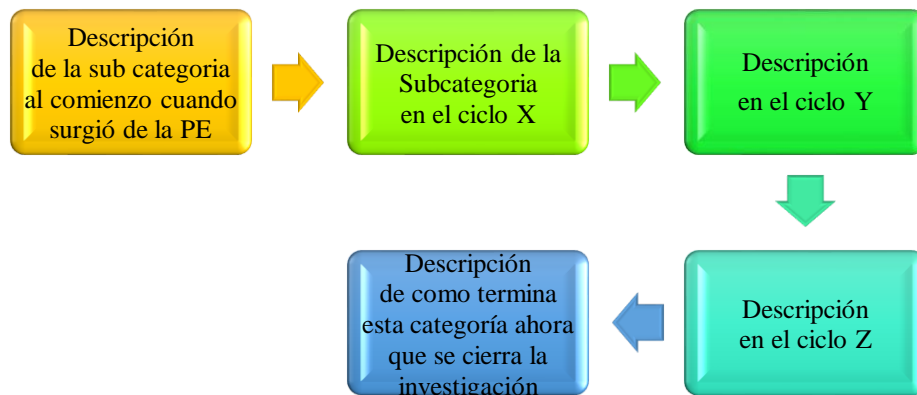 Descripción
de la sub categoria
al comienzo cuando
surgió de la PE
Descripción de la
Subcategoria
en el ciclo X
Descripción
en el ciclo Y
Descripción
en el ciclo Z
Descripción
de como termina
esta categoría ahora
que se cierra la
investigación